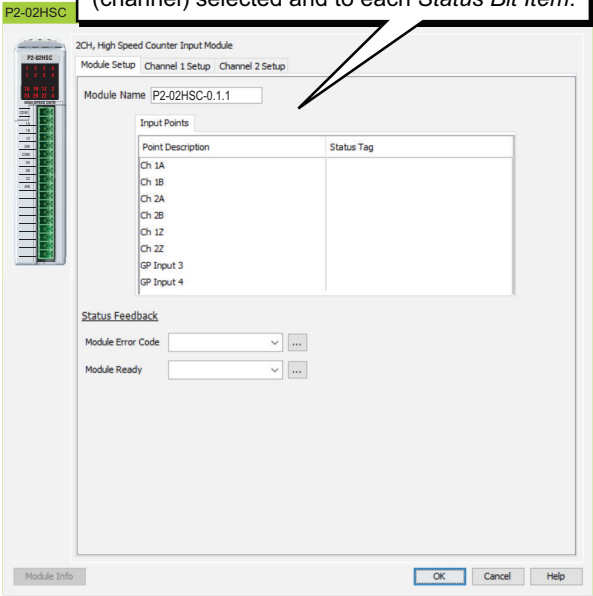 (channel) selected and to each Status Bit Item.
P2-02HSC
2CH, High Speed Counter Input Module
P2-02HSC
Module Setup Channel 1 Setup Channel 2 Setup
Module Name P2-02HSC-0.1.1
Input Points
Point Description Status Tag
Ch 1A
Ch 1B
Ch 2A
Ch 2B
Ch 1Z
Ch 2Z
GP Input 3
GP Input 4
Status Feedback
Module Error Code ...
Module Ready ...
Module Info OK Cancel Help